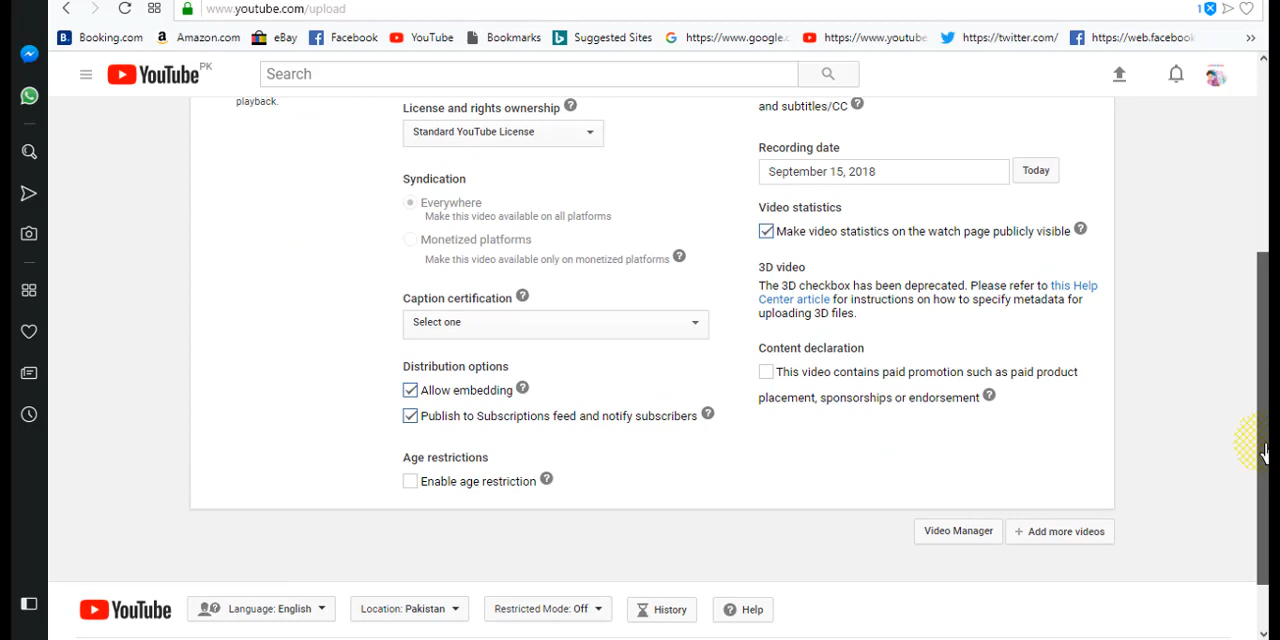 www.youtube.com/upload
1
Booking.com
Amazon.com
eBay
Facebook
YouTube
Bookmarks
Suggested Sites
https://www.google.c
https://www.youtube
https://twitter.com/
https://web.facebook
YouTube PK
Search
playback.
License and rights ownership ?
Standard YouTube License
Syndication
Everywhere
Make this video available on all platforms
Monetized platforms
Make this video available only on monetized platforms ?
Caption certification ?
Select one
Distribution options
Allow embedding ?
Publish to Subscriptions feed and notify subscribers ?
Age restrictions
Enable age restriction ?
and subtitles/CC ?
Recording date
September 15, 2018
Today
Video statistics
Make video statistics on the watch page publicly visible ?
3D video
The 3D checkbox has been deprecated. Please refer to this Help
Center article for instructions on how to specify metadata for
uploading 3D files.
Content declaration
This video contains paid promotion such as paid product
placement, sponsorships or endorsement ?
Video Manager
+ Add more videos
YouTube
Language: English
Location: Pakistan
Restricted Mode: Off
History
Help